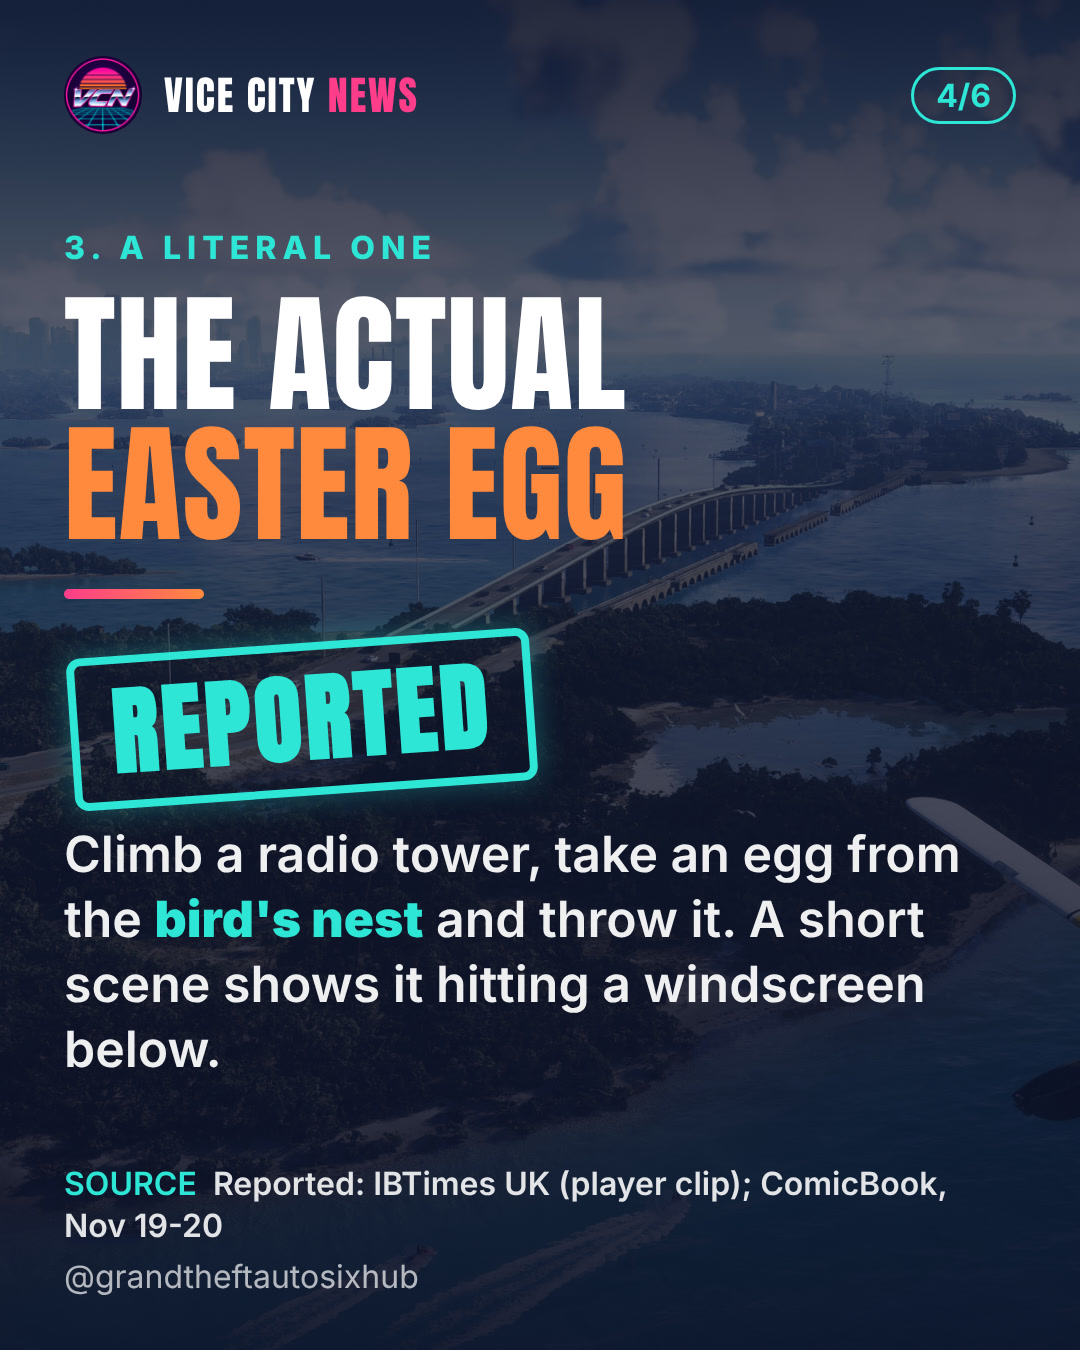 VCN
VICE CITY NEWS
4/6
3. A LITERAL ONE
THE ACTUAL
EASTER EGG
REPORTED
Climb a radio tower, take an egg from
the bird's nest and throw it. A short
scene shows it hitting a windscreen
below.
SOURCE Reported: IBTimes UK (player clip); ComicBook,
Nov 19-20
@grandtheftautosixhub